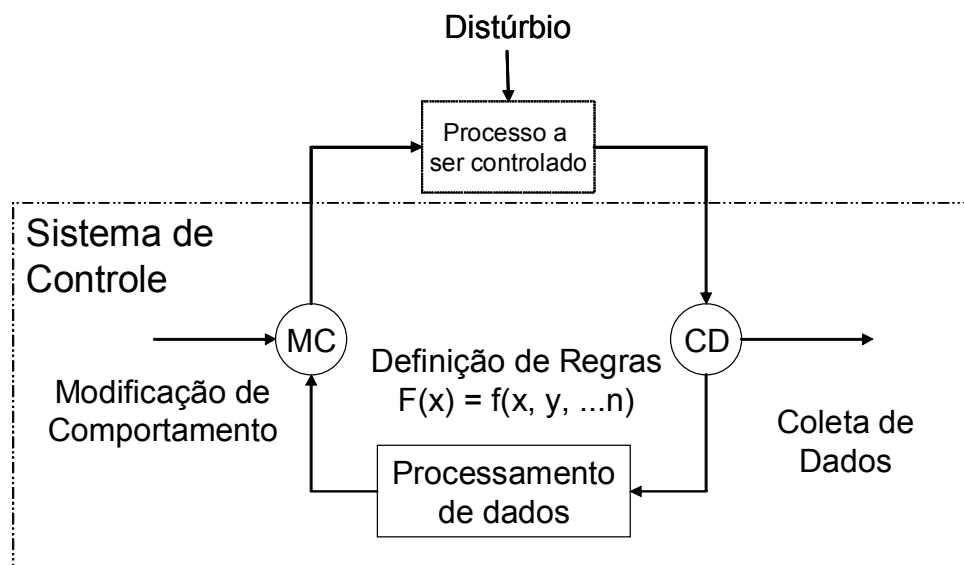 Distúrbio
Processo a
ser controlado
Sistema de
Controle
MC
CD
Definição de Regras
F(x) = f(x, y, ...n)
Modificação de
Comportamento
Coleta de
Dados
Processamento
de dados